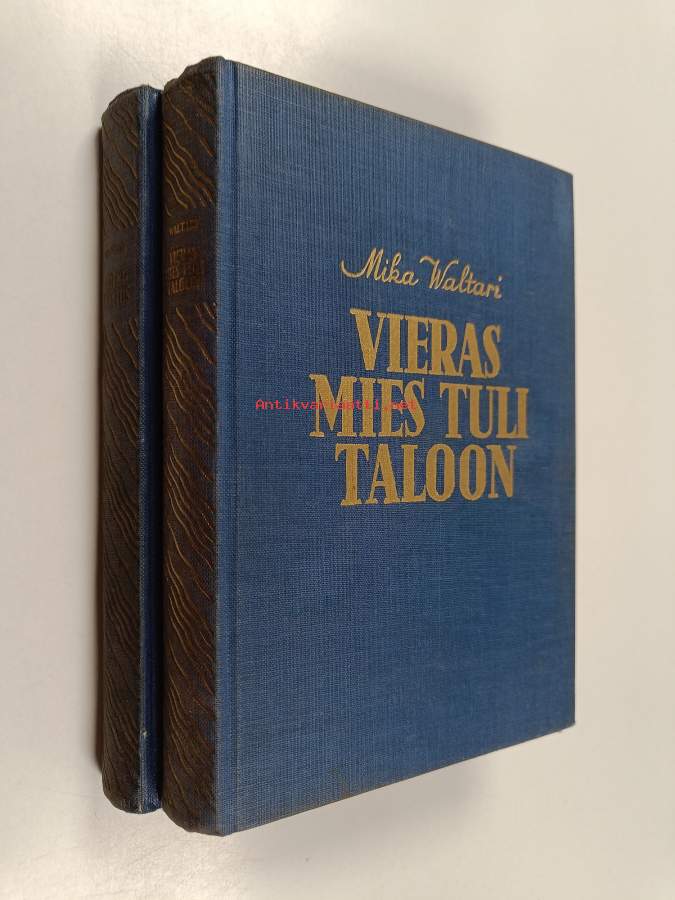 Mika Waltari
VIERAS
MIES TULI
TALOON
Antikvariaatti.net
WALTARI
VIERAS
MIES TULI
TALOON